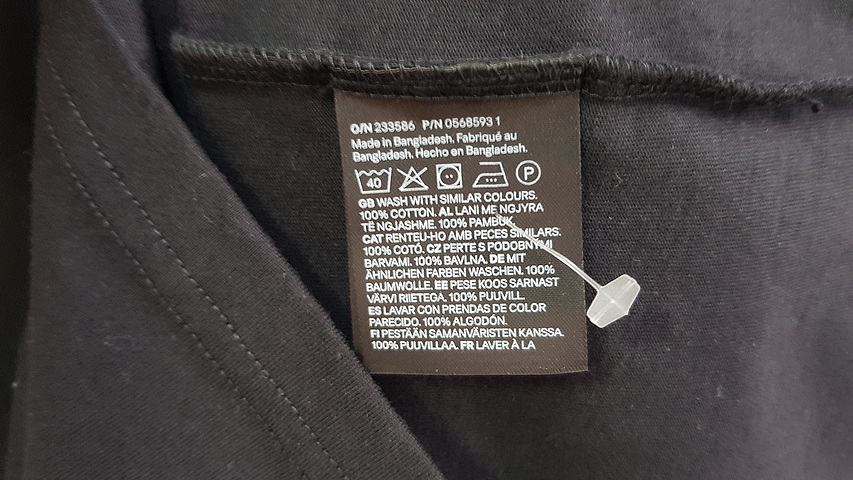 O/N 233586 P/N 0568593 1
Made in Bangladesh. Fabriqué au
Bangladesh. Hecho en Bangladesh.
40 P
GB WASH WITH SIMILAR COLOURS.
100% COTTON. AL LANI ME NGJYRA
TË NGJASHME. 100% PAMBUK.
CAT RENTEU-HO AMB PECES SIMILARS.
100% COTÓ. CZ PERTE S PODOBNÝMI
BARVAMI. 100% BAVLNA. DE MIT
ÄHNLICHEN FARBEN WASCHEN. 100%
BAUMWOLLE. EE PESE KOOS SARNAST
VÄRVI RIIETEGA. 100% PUUVILL.
ES LAVAR CON PRENDAS DE COLOR
PARECIDO. 100% ALGODÓN.
FI PESTÄÄN SAMANVÄRISTEN KANSSA.
100% PUUVILLAA. FR LAVER À LA